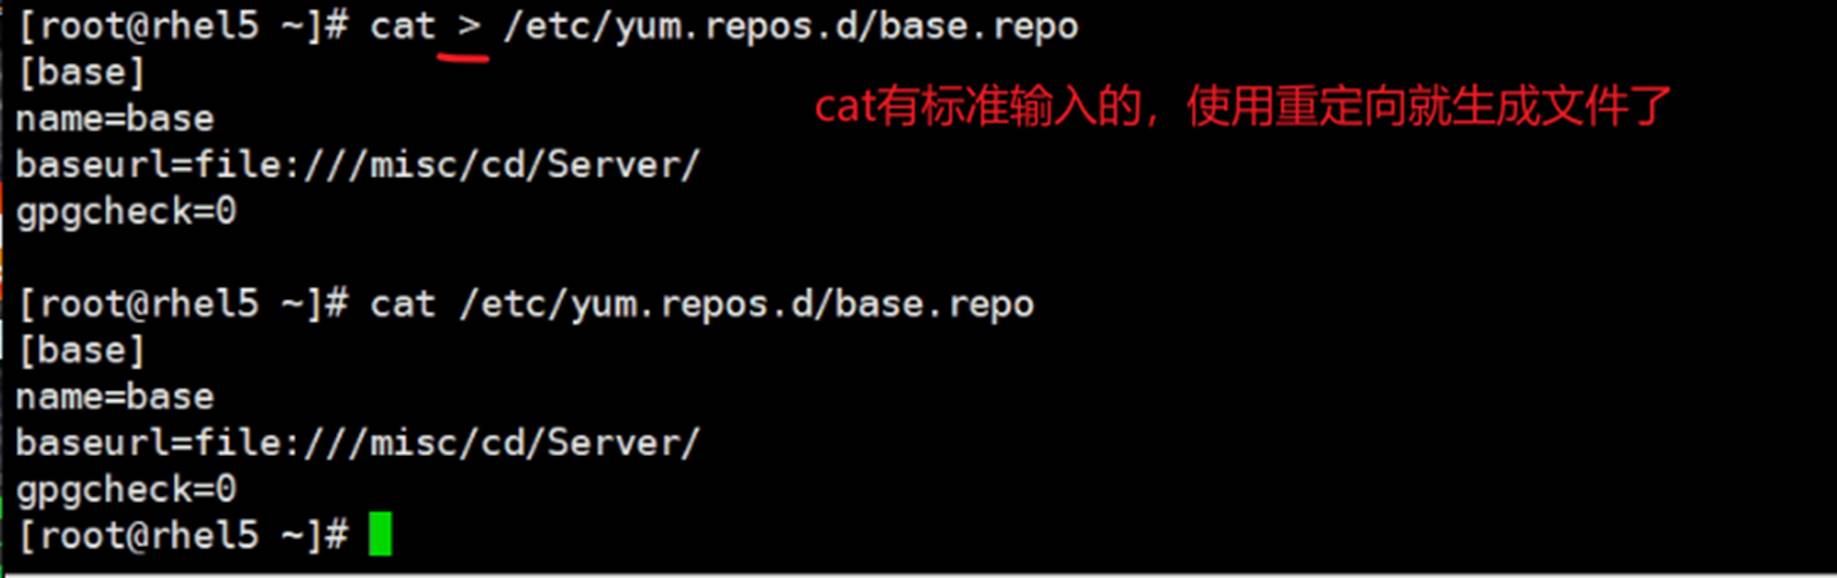 [root@rhel5 ~]# cat > /etc/yum.repos.d/base.repo
[base]
cat有标准输入的，使用重定向就生成文件了
name=base
baseurl=file:///misc/cd/Server/
gpgcheck=0
[root@rhel5 ~]# cat /etc/yum.repos.d/base.repo
[base]
name=base
baseurl=file:///misc/cd/Server/
gpgcheck=0
[root@rhel5 ~]#